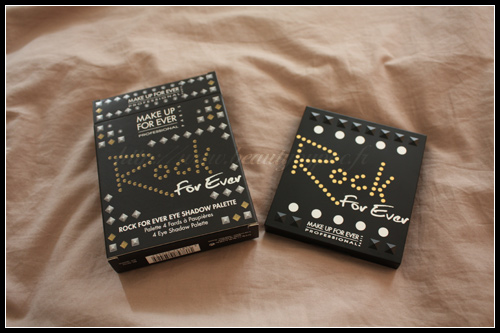 MAKE UP FOR EVER
PROFESSIONAL
MAKE UP
FOR EVER
PROFESSIONAL
Rock
For Ever
ROCK FOR EVER EYE SHADOW PALETTE
Palette 4 Fards à Paupières
4 Eye Shadow Palette
Rock
For Ever
MAKE UP FOR EVER
PROFESSIONAL